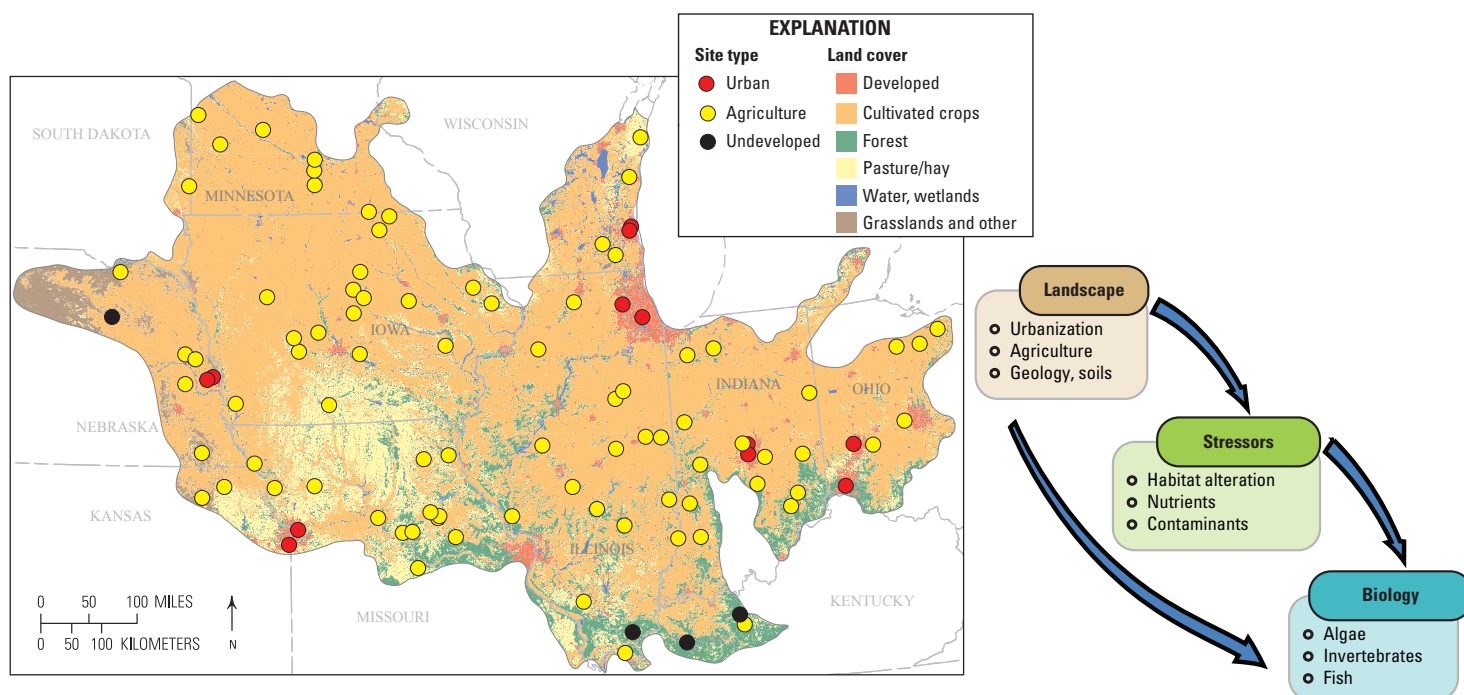 EXPLANATION
Site type
Urban
Agriculture
Undeveloped
Land cover
Developed
Cultivated crops
Forest
Pasture/hay
Water, wetlands
Grasslands and other
SOUTH DAKOTA
WISCONSIN
MINNESOTA
IOWA
NEBRASKA
INDIANA
OHIO
KANSAS
ILLINOIS
MISSOURI
KENTUCKY
0 50 100 MILES
0 50 100 KILOMETERS
N
Landscape
Urbanization
Agriculture
Geology, soils
Stressors
Habitat alteration
Nutrients
Contaminants
Biology
Algae
Invertebrates
Fish